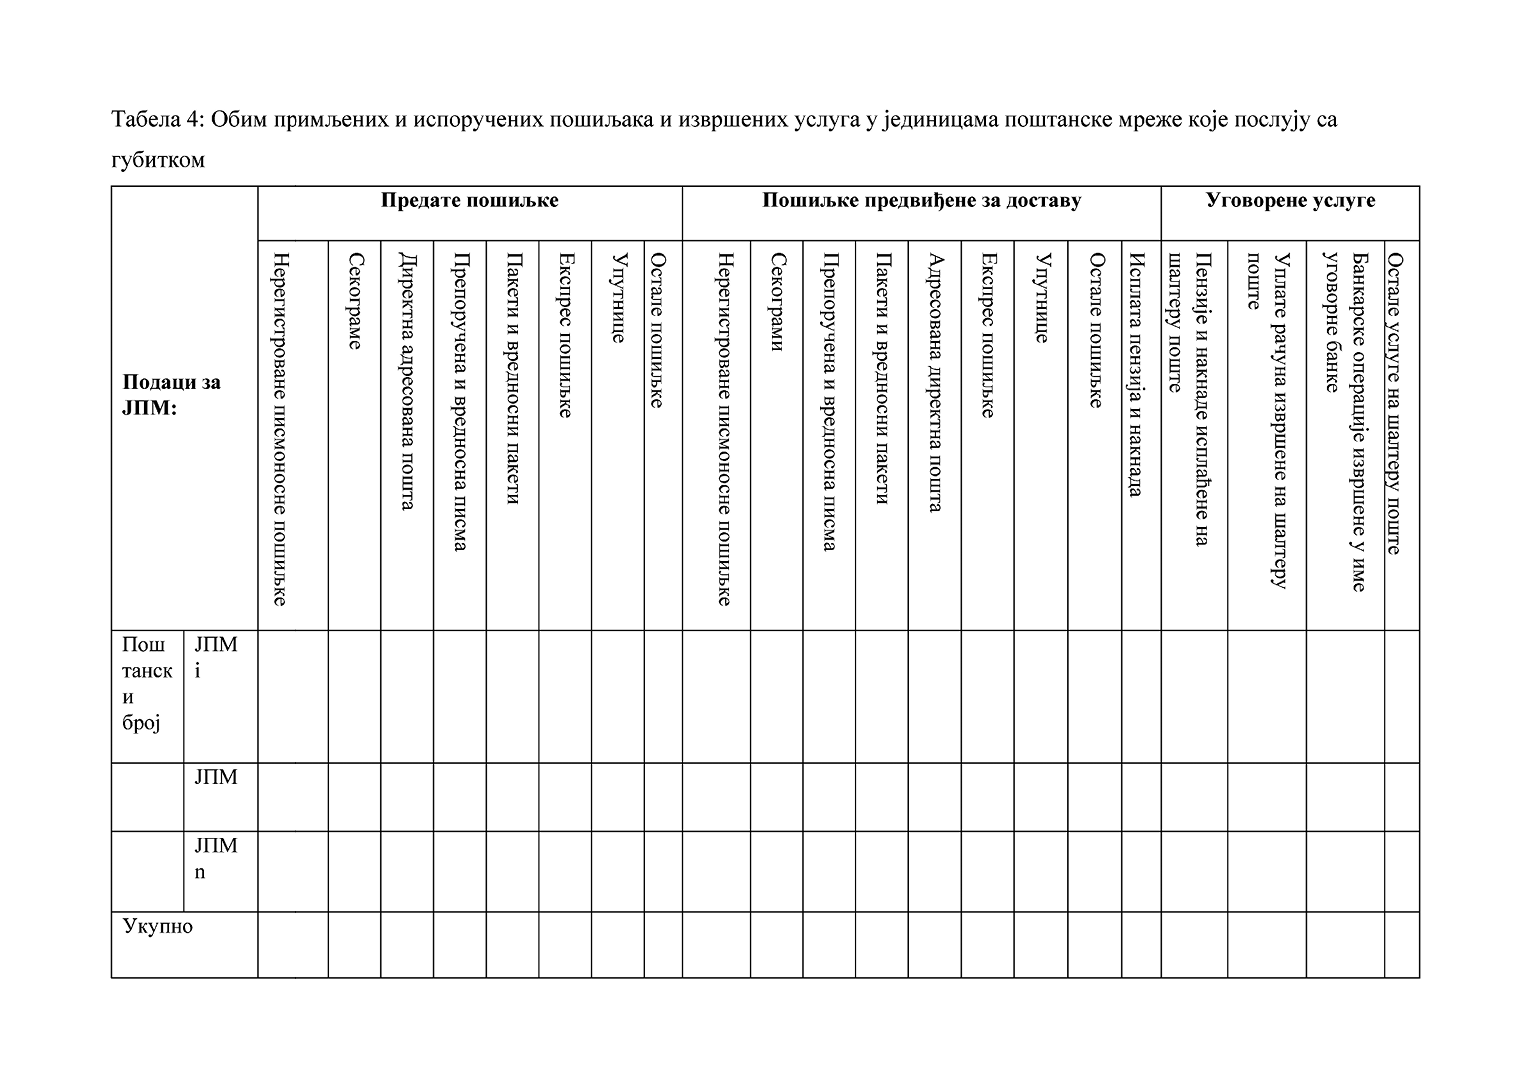 Табела 4: Обим примљених и испоручених пошиљака и извршених услуга у јединицама поштанске мреже које послују са
губитком
Подаци за
ЈПМ:
Предате пошиљке
Пошиљке предвиђене за доставу
Уговорене услуге
Нерегистроване писмоносне пошиљке
Секограме
Директна адресована пошта
Препоручена и вредносна писма
Пакети и вредносни пакети
Експрес пошиљке
Упутнице
Остале пошиљке
Нерегистроване писмоносне пошиљке
Секограми
Препоручена и вредносна писма
Пакети и вредносни пакети
Адресована директна пошта
Експрес пошиљке
Упутнице
Остале пошиљке
Исплата пензија и накнада
Пензије и накнаде исплаћене на
шалтеру поште
Уплате рачуна извршене на шалтеру
поште
Банкарске операције извршене у име
уговорне банке
Остале услуге на шалтеру поште
Пош
танск
и
број
ЈПМ
i
ЈПМ
ЈПМ
n
Укупно